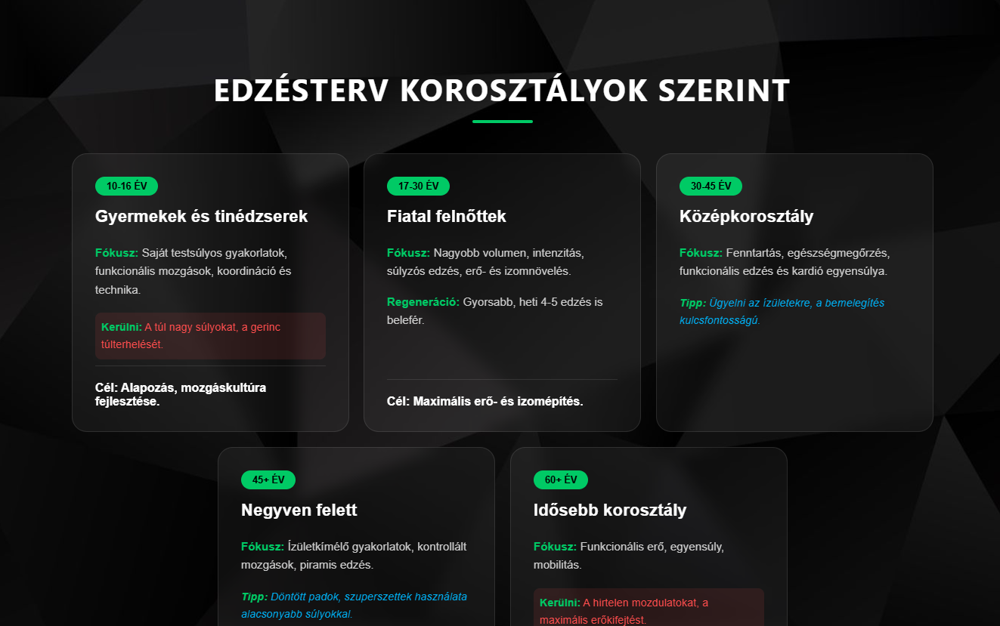 EDZÉSTERV KOROSZTÁLYOK SZERINT
10-16 ÉV
Gyermekek és tinédzserek
Fókusz: Saját testsúlyos gyakorlatok,
funkcionális mozgások, koordináció és
technika.
Kerülni: A túl nagy súlyokat, a gerinc
túlterhelését.
Cél: Alapozás, mozgáskultúra
fejlesztése.
17-30 ÉV
Fiatal felnőttek
Fókusz: Nagyobb volumen, intenzitás,
súlyzós edzés, erő- és izomnövelés.
Regeneráció: Gyorsabb, heti 4-5 edzés is
belefér.
Cél: Maximális erő- és izomépítés.
30-45 ÉV
Középkorosztály
Fókusz: Fenntartás, egészségmegőrzés,
funkcionális edzés és kardió egyensúlya.
Tipp: Ügyelni az ízületekre, a bemelegítés
kulcsfontosságú.
45+ ÉV
Negyven felett
Fókusz: Ízületkímélő gyakorlatok, kontrollált
mozgások, piramis edzés.
Tipp: Döntött padok, szuperszettek használata
alacsonyabb súlyokkal.
60+ ÉV
Idősebb korosztály
Fókusz: Funkcionális erő, egyensúly,
mobilitás.
Kerülni: A hirtelen mozdulatokat, a
maximális erőkifejtést.